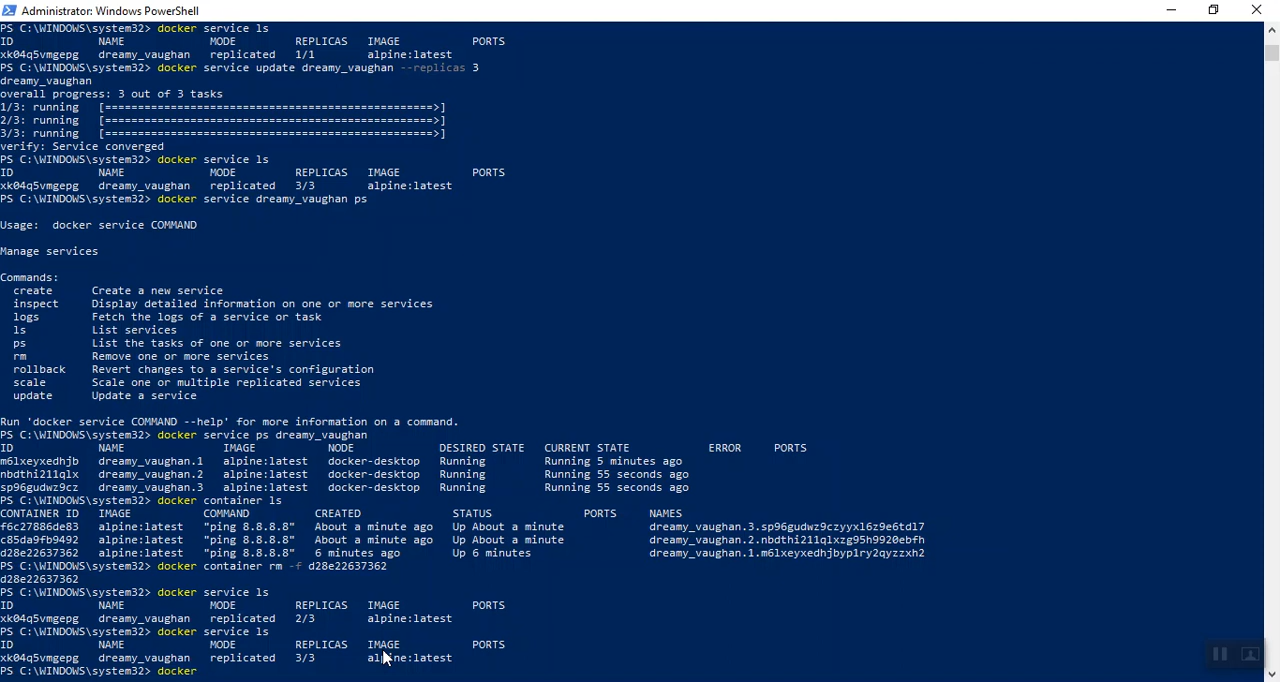 Administrator: Windows PowerShell
PS C:\WINDOWS\system32> docker service ls
ID NAME MODE REPLICAS IMAGE PORTS
xk04q5vmgepg dreamy_vaughan replicated 1/1 alpine:latest
PS C:\WINDOWS\system32> docker service update dreamy_vaughan --replicas 3
dreamy_vaughan
overall progress: 3 out of 3 tasks
1/3: running [==================================================>]
2/3: running [==================================================>]
3/3: running [==================================================>]
verify: Service converged
PS C:\WINDOWS\system32> docker service ls
ID NAME MODE REPLICAS IMAGE PORTS
xk04q5vmgepg dreamy_vaughan replicated 3/3 alpine:latest
PS C:\WINDOWS\system32> docker service dreamy_vaughan ps
Usage: docker service COMMAND
Manage services
Commands:
create Create a new service
inspect Display detailed information on one or more services
logs Fetch the logs of a service or task
ls List services
ps List the tasks of one or more services
rm Remove one or more services
rollback Revert changes to a service's configuration
scale Scale one or multiple replicated services
update Update a service
Run 'docker service COMMAND --help' for more information on a command.
PS C:\WINDOWS\system32> docker service ps dreamy_vaughan
ID NAME IMAGE NODE DESIRED STATE CURRENT STATE ERROR PORTS
m6lxeyxedhjb dreamy_vaughan.1 alpine:latest docker-desktop Running Running 5 minutes ago
nbdthi211qlx dreamy_vaughan.2 alpine:latest docker-desktop Running Running 55 seconds ago
sp96gudwz9cz dreamy_vaughan.3 alpine:latest docker-desktop Running Running 55 seconds ago
PS C:\WINDOWS\system32> docker container ls
CONTAINER ID IMAGE COMMAND CREATED STATUS PORTS NAMES
f6c27886de83 alpine:latest "ping 8.8.8.8" About a minute ago Up About a minute dreamy_vaughan.3.sp96gudwz9czyyxl6z9e6tdl7
c85da9fb9492 alpine:latest "ping 8.8.8.8" About a minute ago Up About a minute dreamy_vaughan.2.nbdthi211qlxzg95h9920ebfh
d28e22637362 alpine:latest "ping 8.8.8.8" 6 minutes ago Up 6 minutes dreamy_vaughan.1.m6lxeyxedhjbyp1ry2qyzzxh2
PS C:\WINDOWS\system32> docker container rm -f d28e22637362
d28e22637362
PS C:\WINDOWS\system32> docker service ls
ID NAME MODE REPLICAS IMAGE PORTS
xk04q5vmgepg dreamy_vaughan replicated 2/3 alpine:latest
PS C:\WINDOWS\system32> docker service ls
ID NAME MODE REPLICAS IMAGE PORTS
xk04q5vmgepg dreamy_vaughan replicated 3/3 alpine:latest
PS C:\WINDOWS\system32> docker